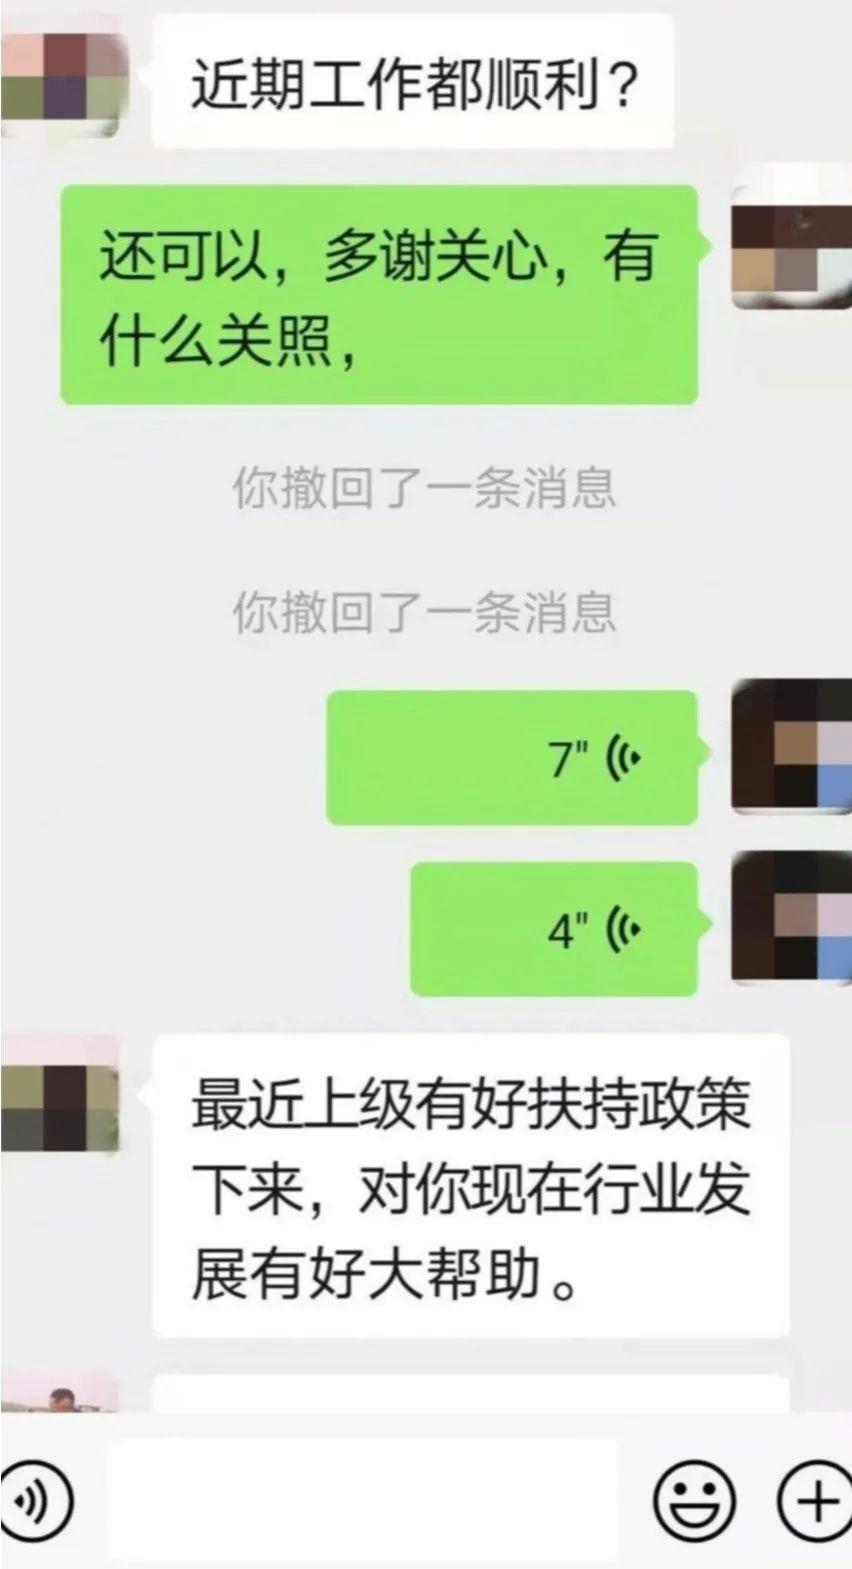 近期工作都顺利？
还可以，多谢关心，有
什么关照，
你撤回了一条消息
你撤回了一条消息
7"
4"
最近上级有好扶持政策
下来，对你现在行业发
展有好大帮助。